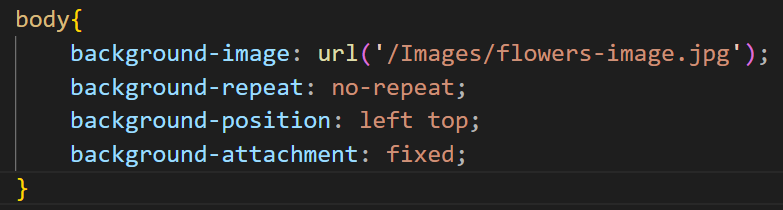 body{
    background-image: url('/Images/flowers-image.jpg');
    background-repeat: no-repeat;
    background-position: left top;
    background-attachment: fixed;
}